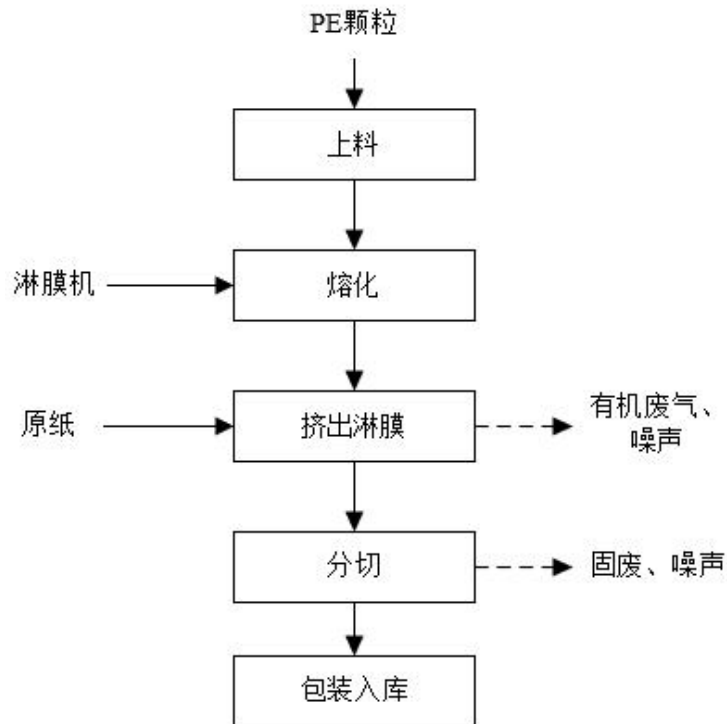 PE颗粒
上料
淋膜机
熔化
原纸
挤出淋膜
有机废气、
噪声
分切
固废、噪声
包装入库